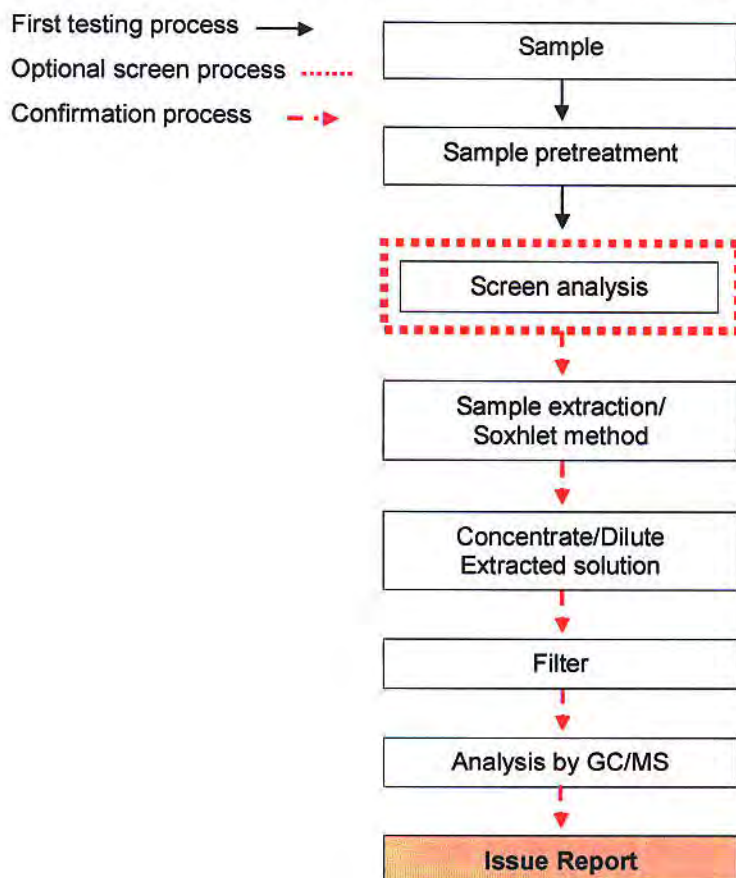 First testing process
Optional screen process
Confirmation process
Sample
Sample pretreatment
Screen analysis
Sample extraction/
Soxhlet method
Concentrate/Dilute
Extracted solution
Filter
Analysis by GC/MS
Issue Report